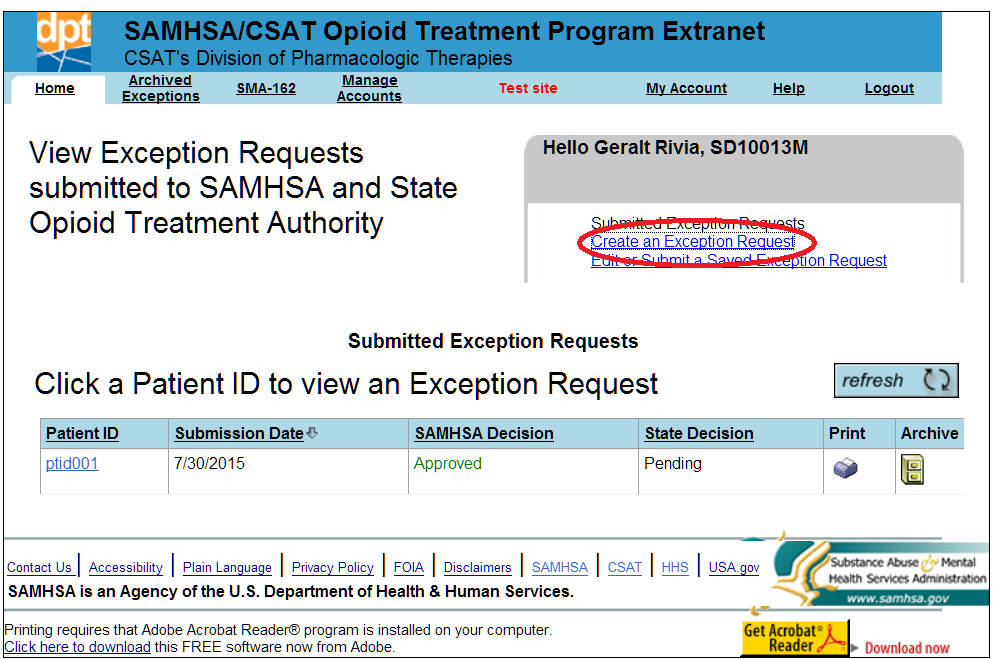 dpt
SAMHSA/CSAT Opioid Treatment Program Extranet
CSAT's Division of Pharmacologic Therapies
Home
Archived
Exceptions
SMA-162
Manage
Accounts
Test site
My Account
Help
Logout
View Exception Requests
submitted to SAMHSA and State
Opioid Treatment Authority
Hello Geralt Rivia, SD10013M
Submitted Exception Requests
Create an Exception Request
Edit or Submit a Saved Exception Request
Submitted Exception Requests
Click a Patient ID to view an Exception Request
refresh
Patient ID Submission Date SAMHSA Decision State Decision Print Archive
ptid001 7/30/2015 Approved Pending
Contact Us | Accessibility | Plain Language | Privacy Policy | FOIA | Disclaimers | SAMHSA | CSAT | HHS | USA.gov
SAMHSA is an Agency of the U.S. Department of Health & Human Services.
Substance Abuse & Mental
Health Services Administration
www.samhsa.gov
Printing requires that Adobe Acrobat Reader® program is installed on your computer.
Click here to download this FREE software now from Adobe.
Get Acrobat®
Reader
Download now